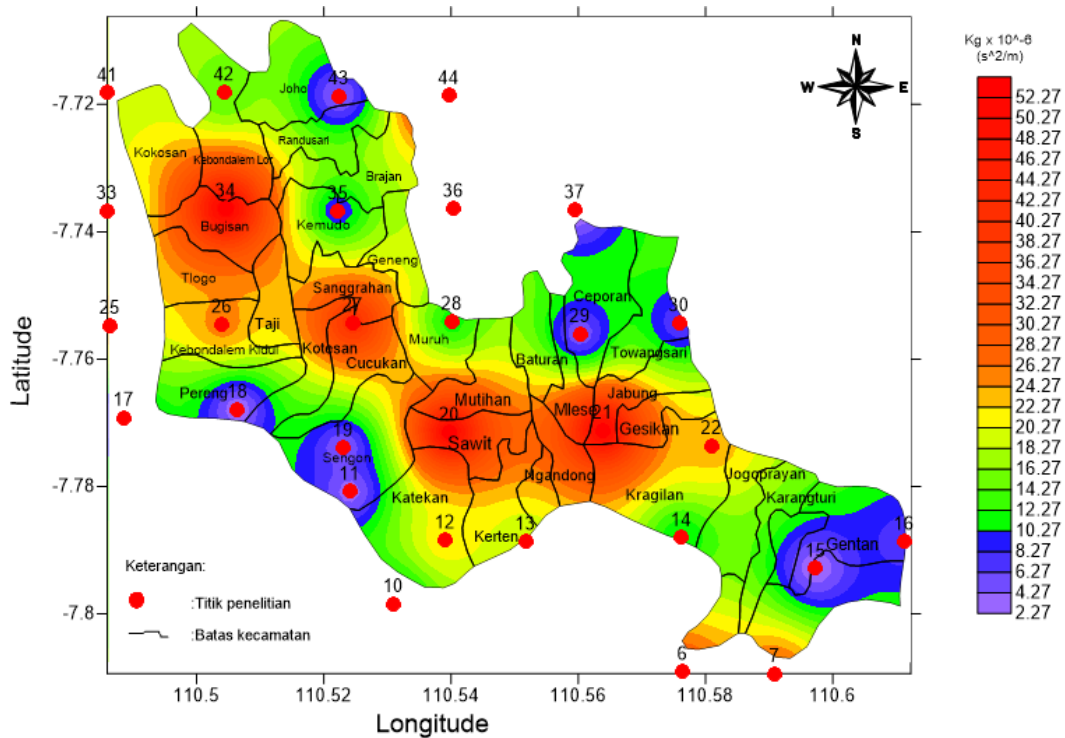 Kg x 10^-6
(s^2/m)
N
W E
S
52.27
50.27
48.27
46.27
44.27
42.27
40.27
38.27
36.27
34.27
32.27
30.27
28.27
26.27
24.27
22.27
20.27
18.27
16.27
14.27
12.27
10.27
8.27
6.27
4.27
2.27
Latitude
-7.72
-7.74
-7.76
-7.78
-7.8
41
42
43
44
Joho
Randusari
Kokosan
Kebondalem Lor
Brajan
33
34
35
36
37
Bugisan
Kemudo
Geneng
Tlogo
Sanggrahan
Ceporan
25
26
Taji
27
28
29
30
Muruh
Kebondalem Kidul
Kotesan
Cucukan
Baturan
Towangsari
17
Pereng
18
Mutihan
Jabung
20
Mlese
21
Gesikan
22
19
Sawit
Sengon
11
Ngandong
Jogoprayan
Katekan
Kragilan
Karangturi
12
Kerten
13
14
15
Gentan
16
10
6
7
Keterangan:
:Titik penelitian
:Batas kecamatan
110.5
110.52
110.54
110.56
110.58
110.6
Longitude